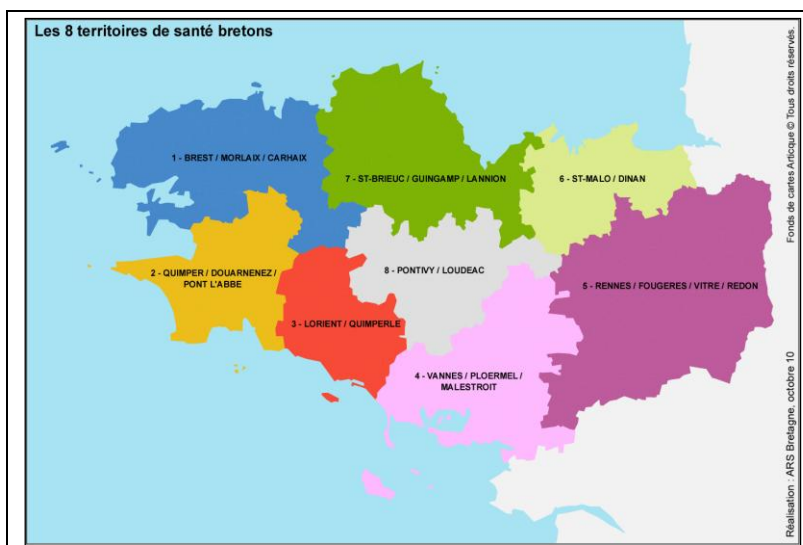 Les 8 territoires de santé bretons
1 - BREST / MORLAIX / CARHAIX
7 - ST-BRIEUC / GUINGAMP / LANNION
6 - ST-MALO / DINAN
2 - QUIMPER / DOUARNENEZ /
PONT L'ABBE
8 - PONTIVY / LOUDEAC
5 - RENNES / FOUGERES / VITRE / REDON
3 - LORIENT / QUIMPERLE
4 - VANNES / PLOERMEL /
MALESTROIT
Fonds de cartes Articque © Tous droits réservés.
Réalisation : ARS Bretagne, octobre 10